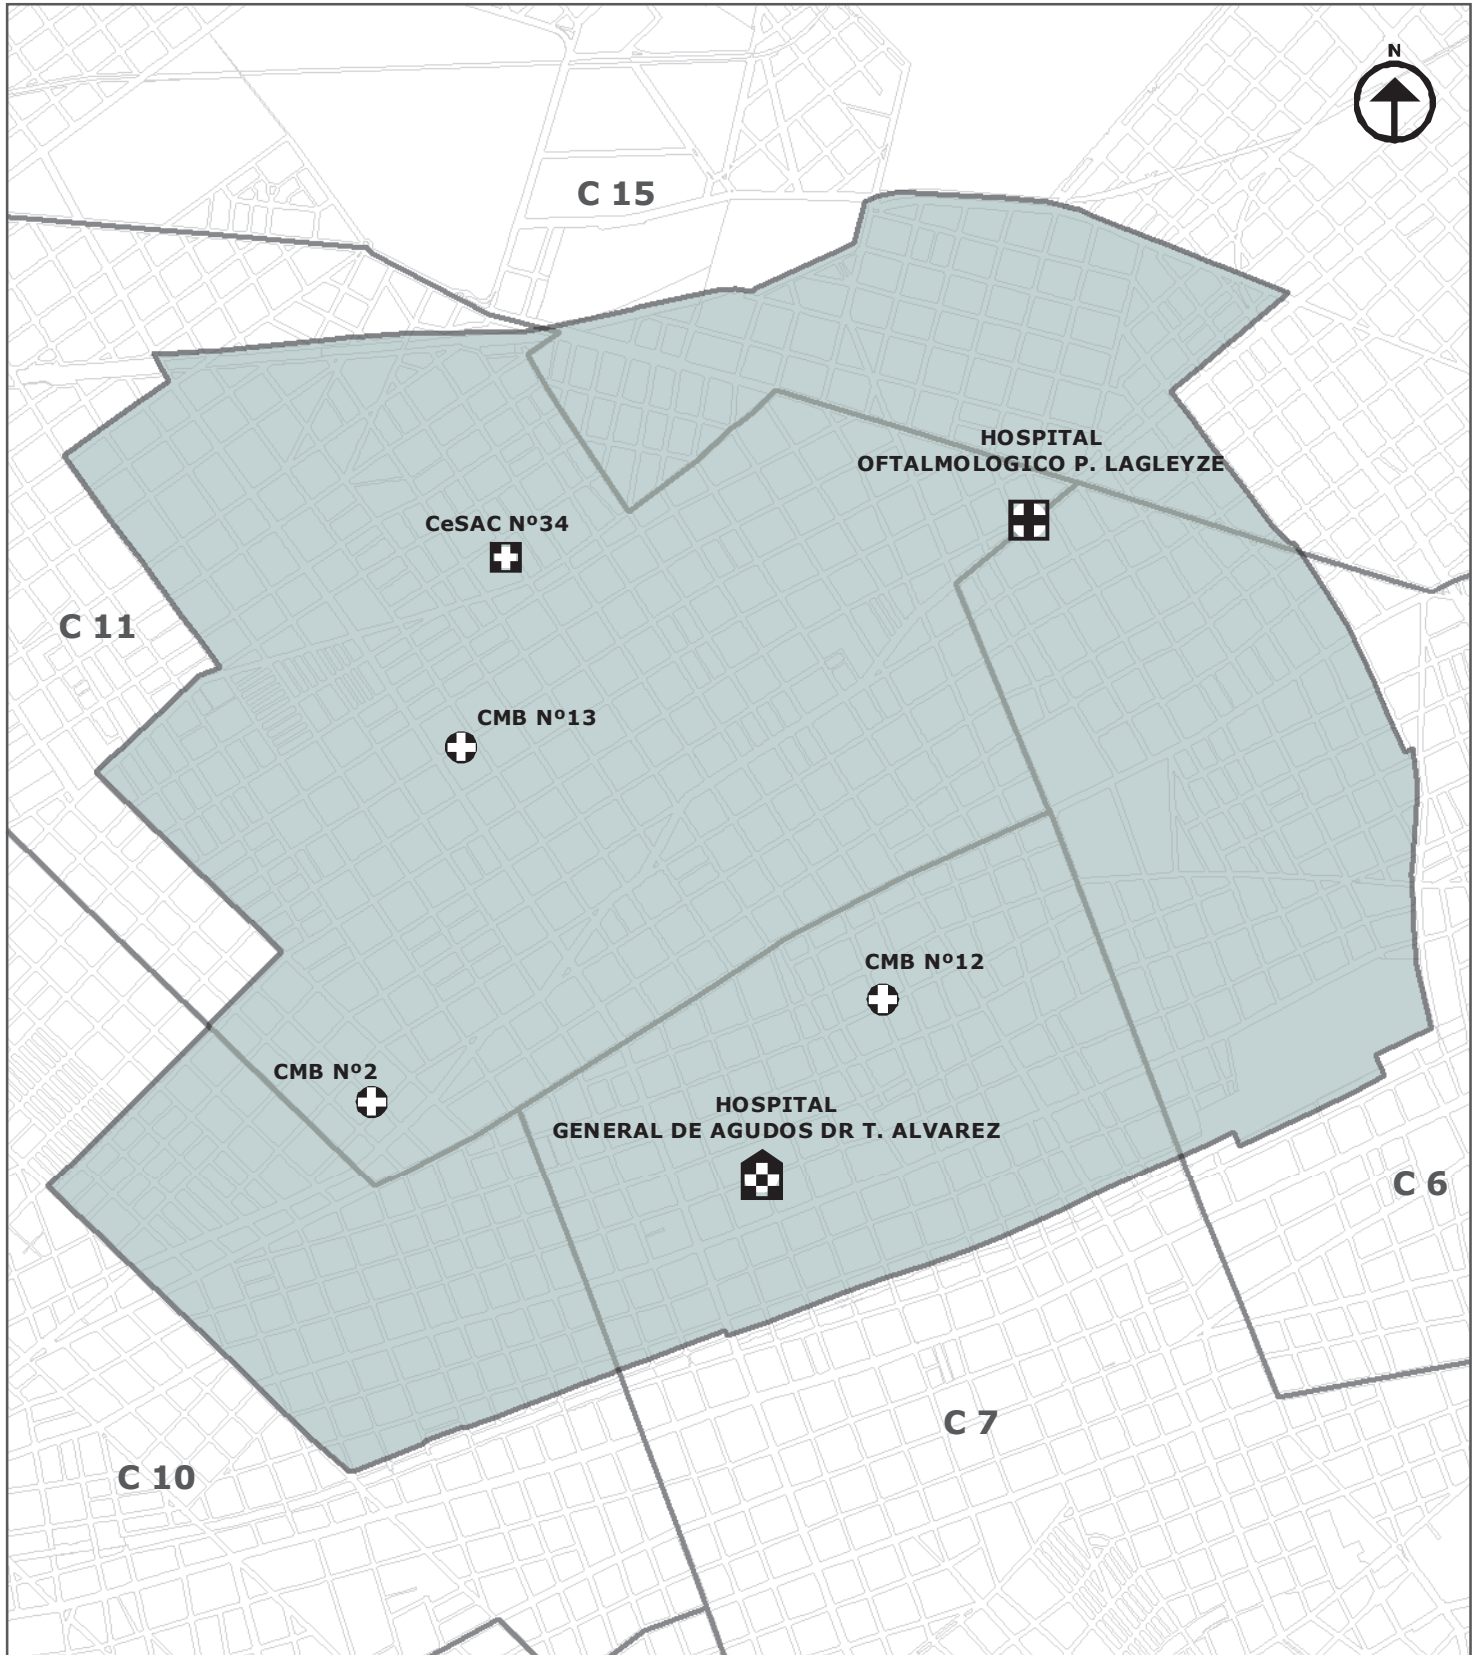 N
C 15
HOSPITAL
OFTALMOLOGICO P. LAGLEYZE
CeSAC Nº34
C 11
CMB Nº13
CMB Nº12
CMB Nº2
HOSPITAL
GENERAL DE AGUDOS DR T. ALVAREZ
C 6
C 7
C 10